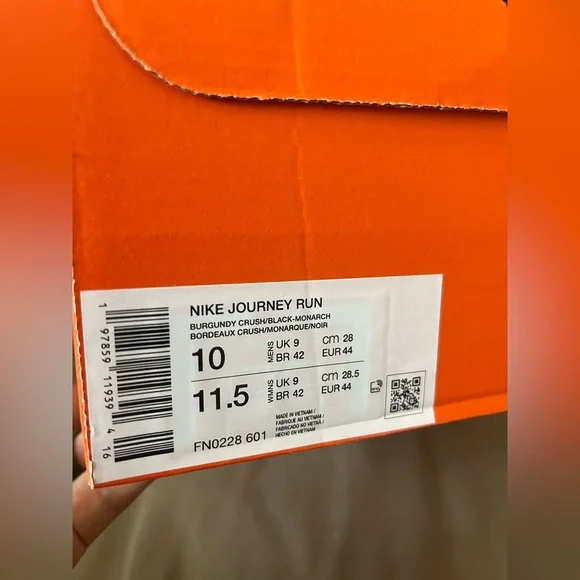 NIKE JOURNEY RUN
BURGUNDY CRUSH/BLACK-MONARCH
BORDEAUX CRUSH/MONARQUE/NOIR
10 MENS UK 9 CM 28
BR 42 EUR 44
11.5 WMNS UK 9 CM 28.5
BR 42 EUR 44
MADE IN VIETNAM /
FABRIQUE AU VIETNAM /
FABRICADO NO VIETNÃ /
HECHO EN VIETNAM
FN0228 601
1 97859 11939 4 16